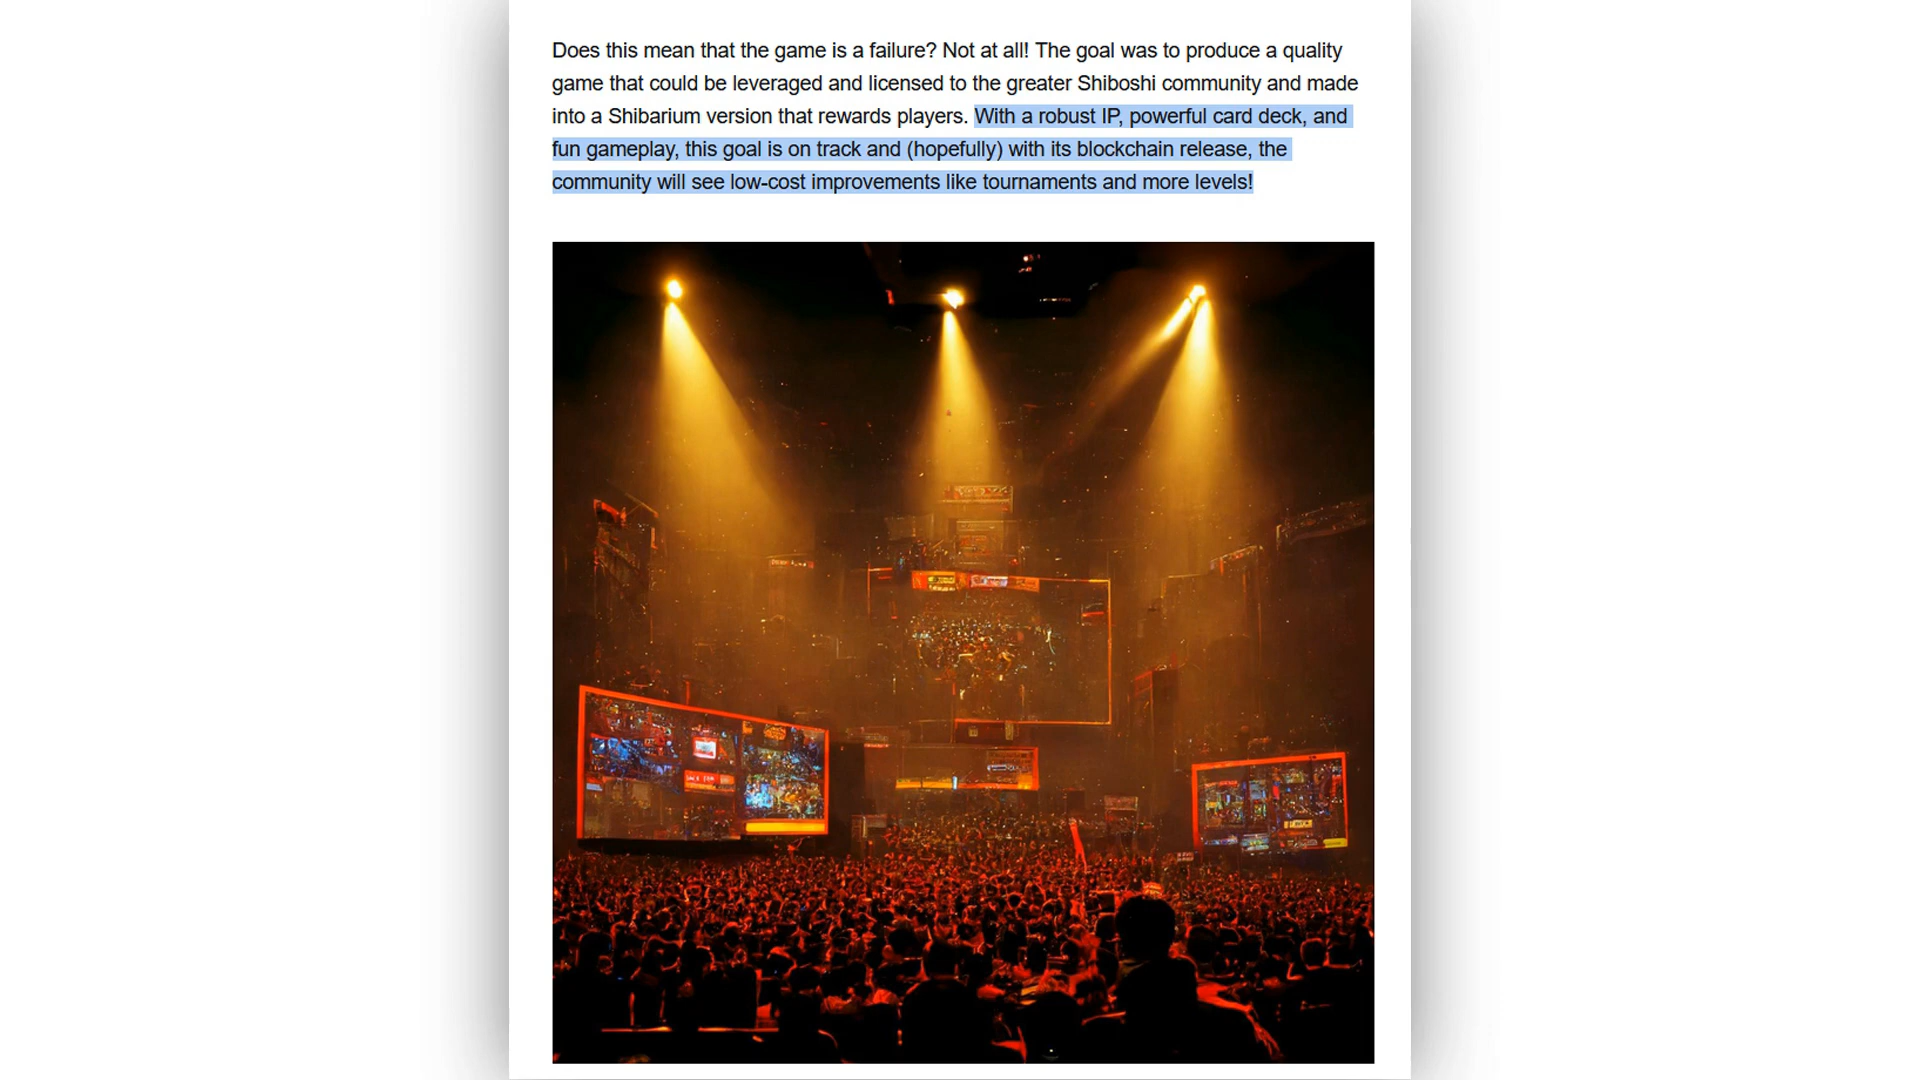 Does this mean that the game is a failure? Not at all! The goal was to produce a quality
game that could be leveraged and licensed to the greater Shiboshi community and made
into a Shibarium version that rewards players. With a robust IP, powerful card deck, and
fun gameplay, this goal is on track and (hopefully) with its blockchain release, the
community will see low-cost improvements like tournaments and more levels!